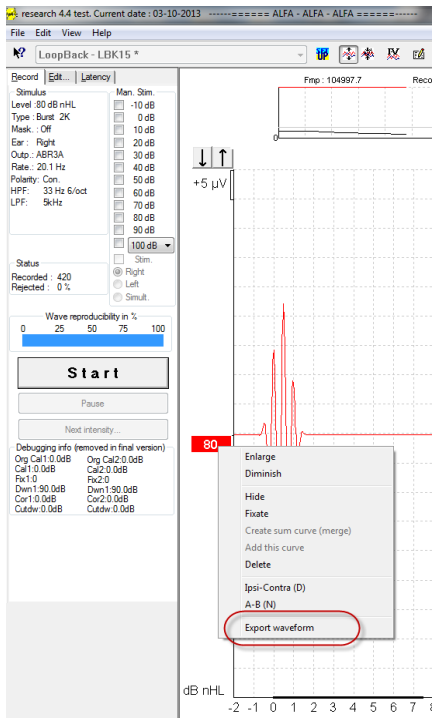 research 4.4 test. Current date : 03-10-2013 ------====== ALFA - ALFA - ALFA ======------
File Edit View Help
LoopBack - LBK15 *
Record Edit... Latency
Fmp : 104997.7 Reco
Stimulus
Level :80 dB nHL
Type : Burst 2K
Mask. : Off
Ear : Right
Outp.: ABR3A
Rate.: 20.1 Hz
Polarity: Con.
HPF: 33 Hz 6/oct
LPF: 5kHz
Man. Stim.
-10 dB
0 dB
10 dB
20 dB
30 dB
40 dB
50 dB
60 dB
70 dB
80 dB
90 dB
100 dB
Stim.
Right
Left
Simult.
0
+5 µV
Status
Recorded : 420
Rejected : 0 %
Wave reproducibility in %
0 25 50 75 100
Start
Pause
Next intensity...
Debugging info (removed in final version)
Org Cal1:0.0dB Org Cal2:0.0dB
Cal1:0.0dB Cal2:0.0dB
Fix1:0 Fix2:0
Dwn1:90.0dB Dwn1:90.0dB
Cor1:0.0dB Cor2:0.0dB
Cutdw:0.0dB Cutdw:0.0dB
80
Enlarge
Diminish
Hide
Fixate
Create sum curve (merge)
Add this curve
Delete
Ipsi-Contra (D)
A-B (N)
Export waveform
dB nHL
-2 -1 0 1 2 3 4 5 6 7 8